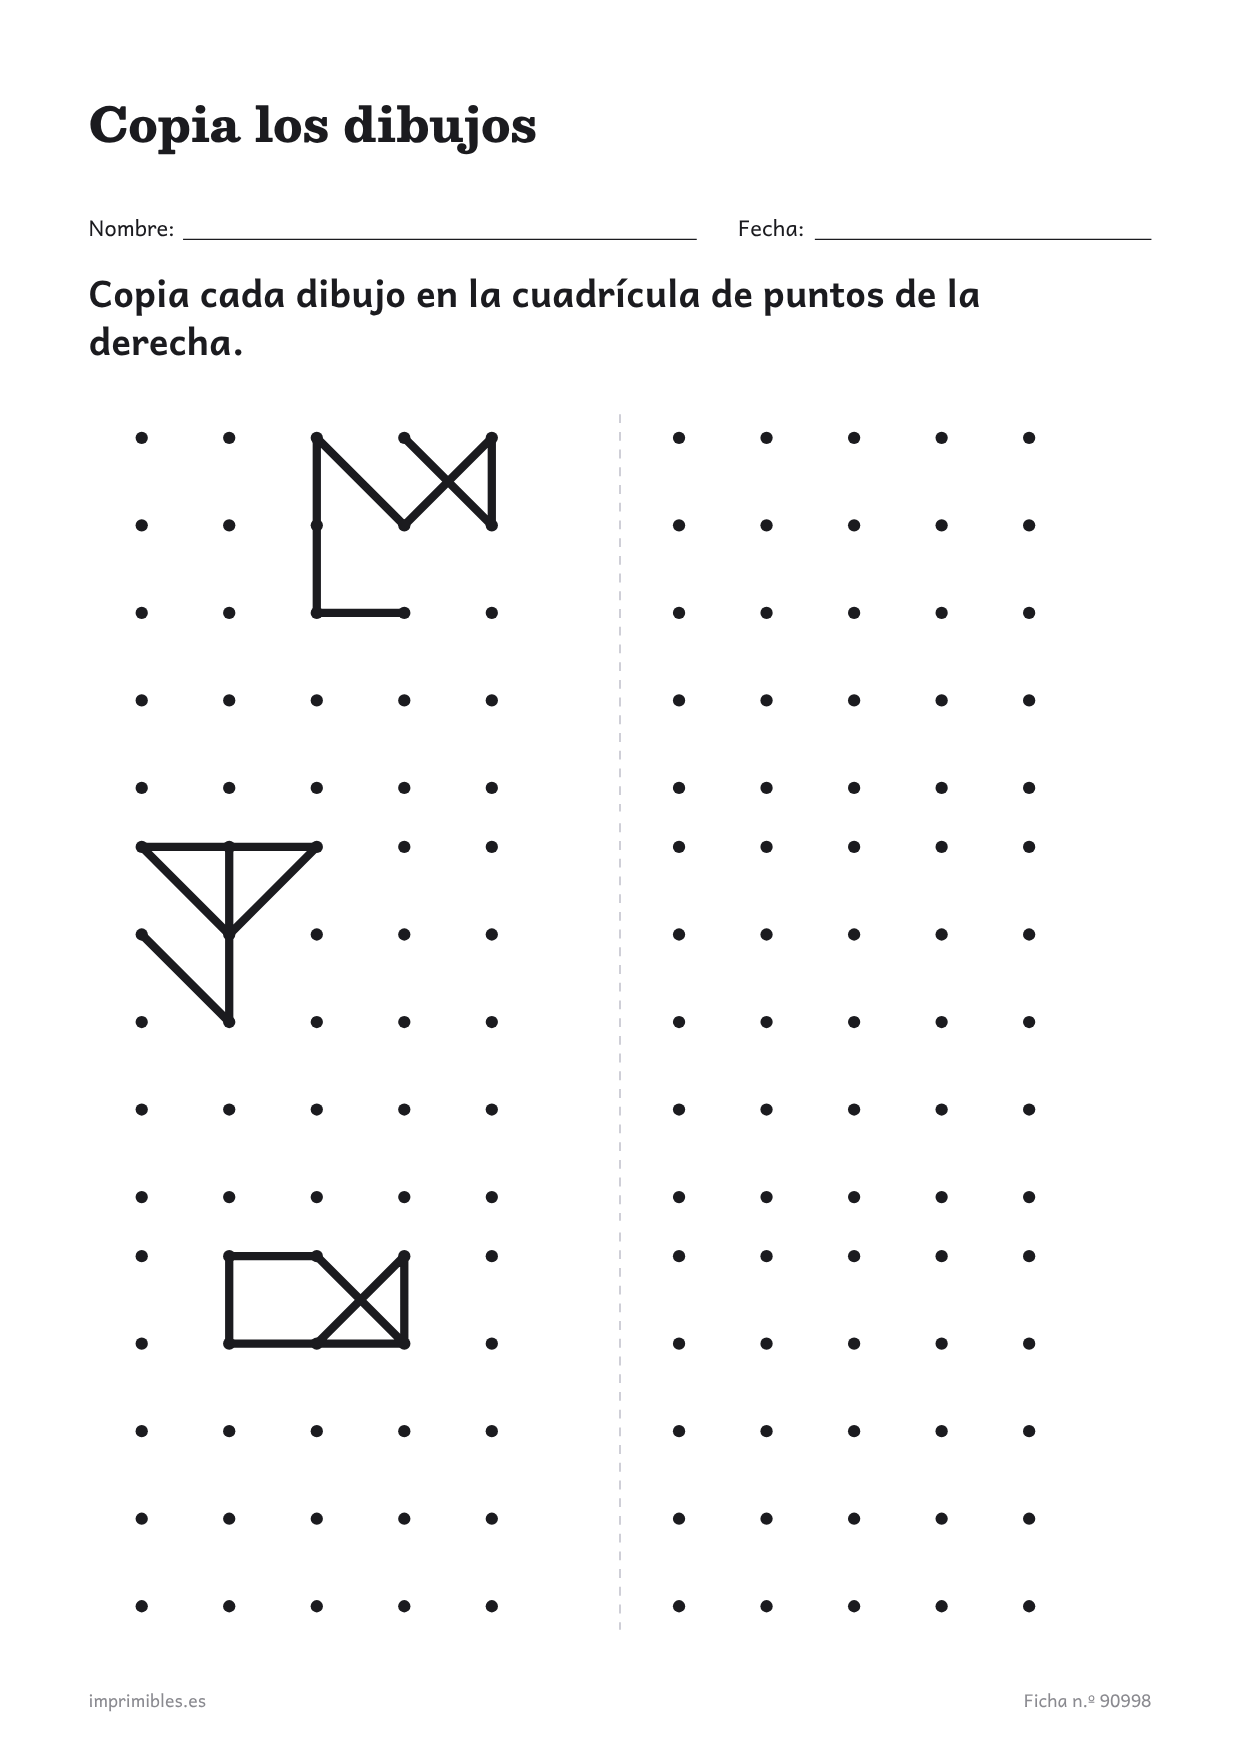 Copia los dibujos
Nombre:
Fecha:
Copia cada dibujo en la cuadrícula de puntos de la
derecha.
imprimibles.es
Ficha n.º 90998